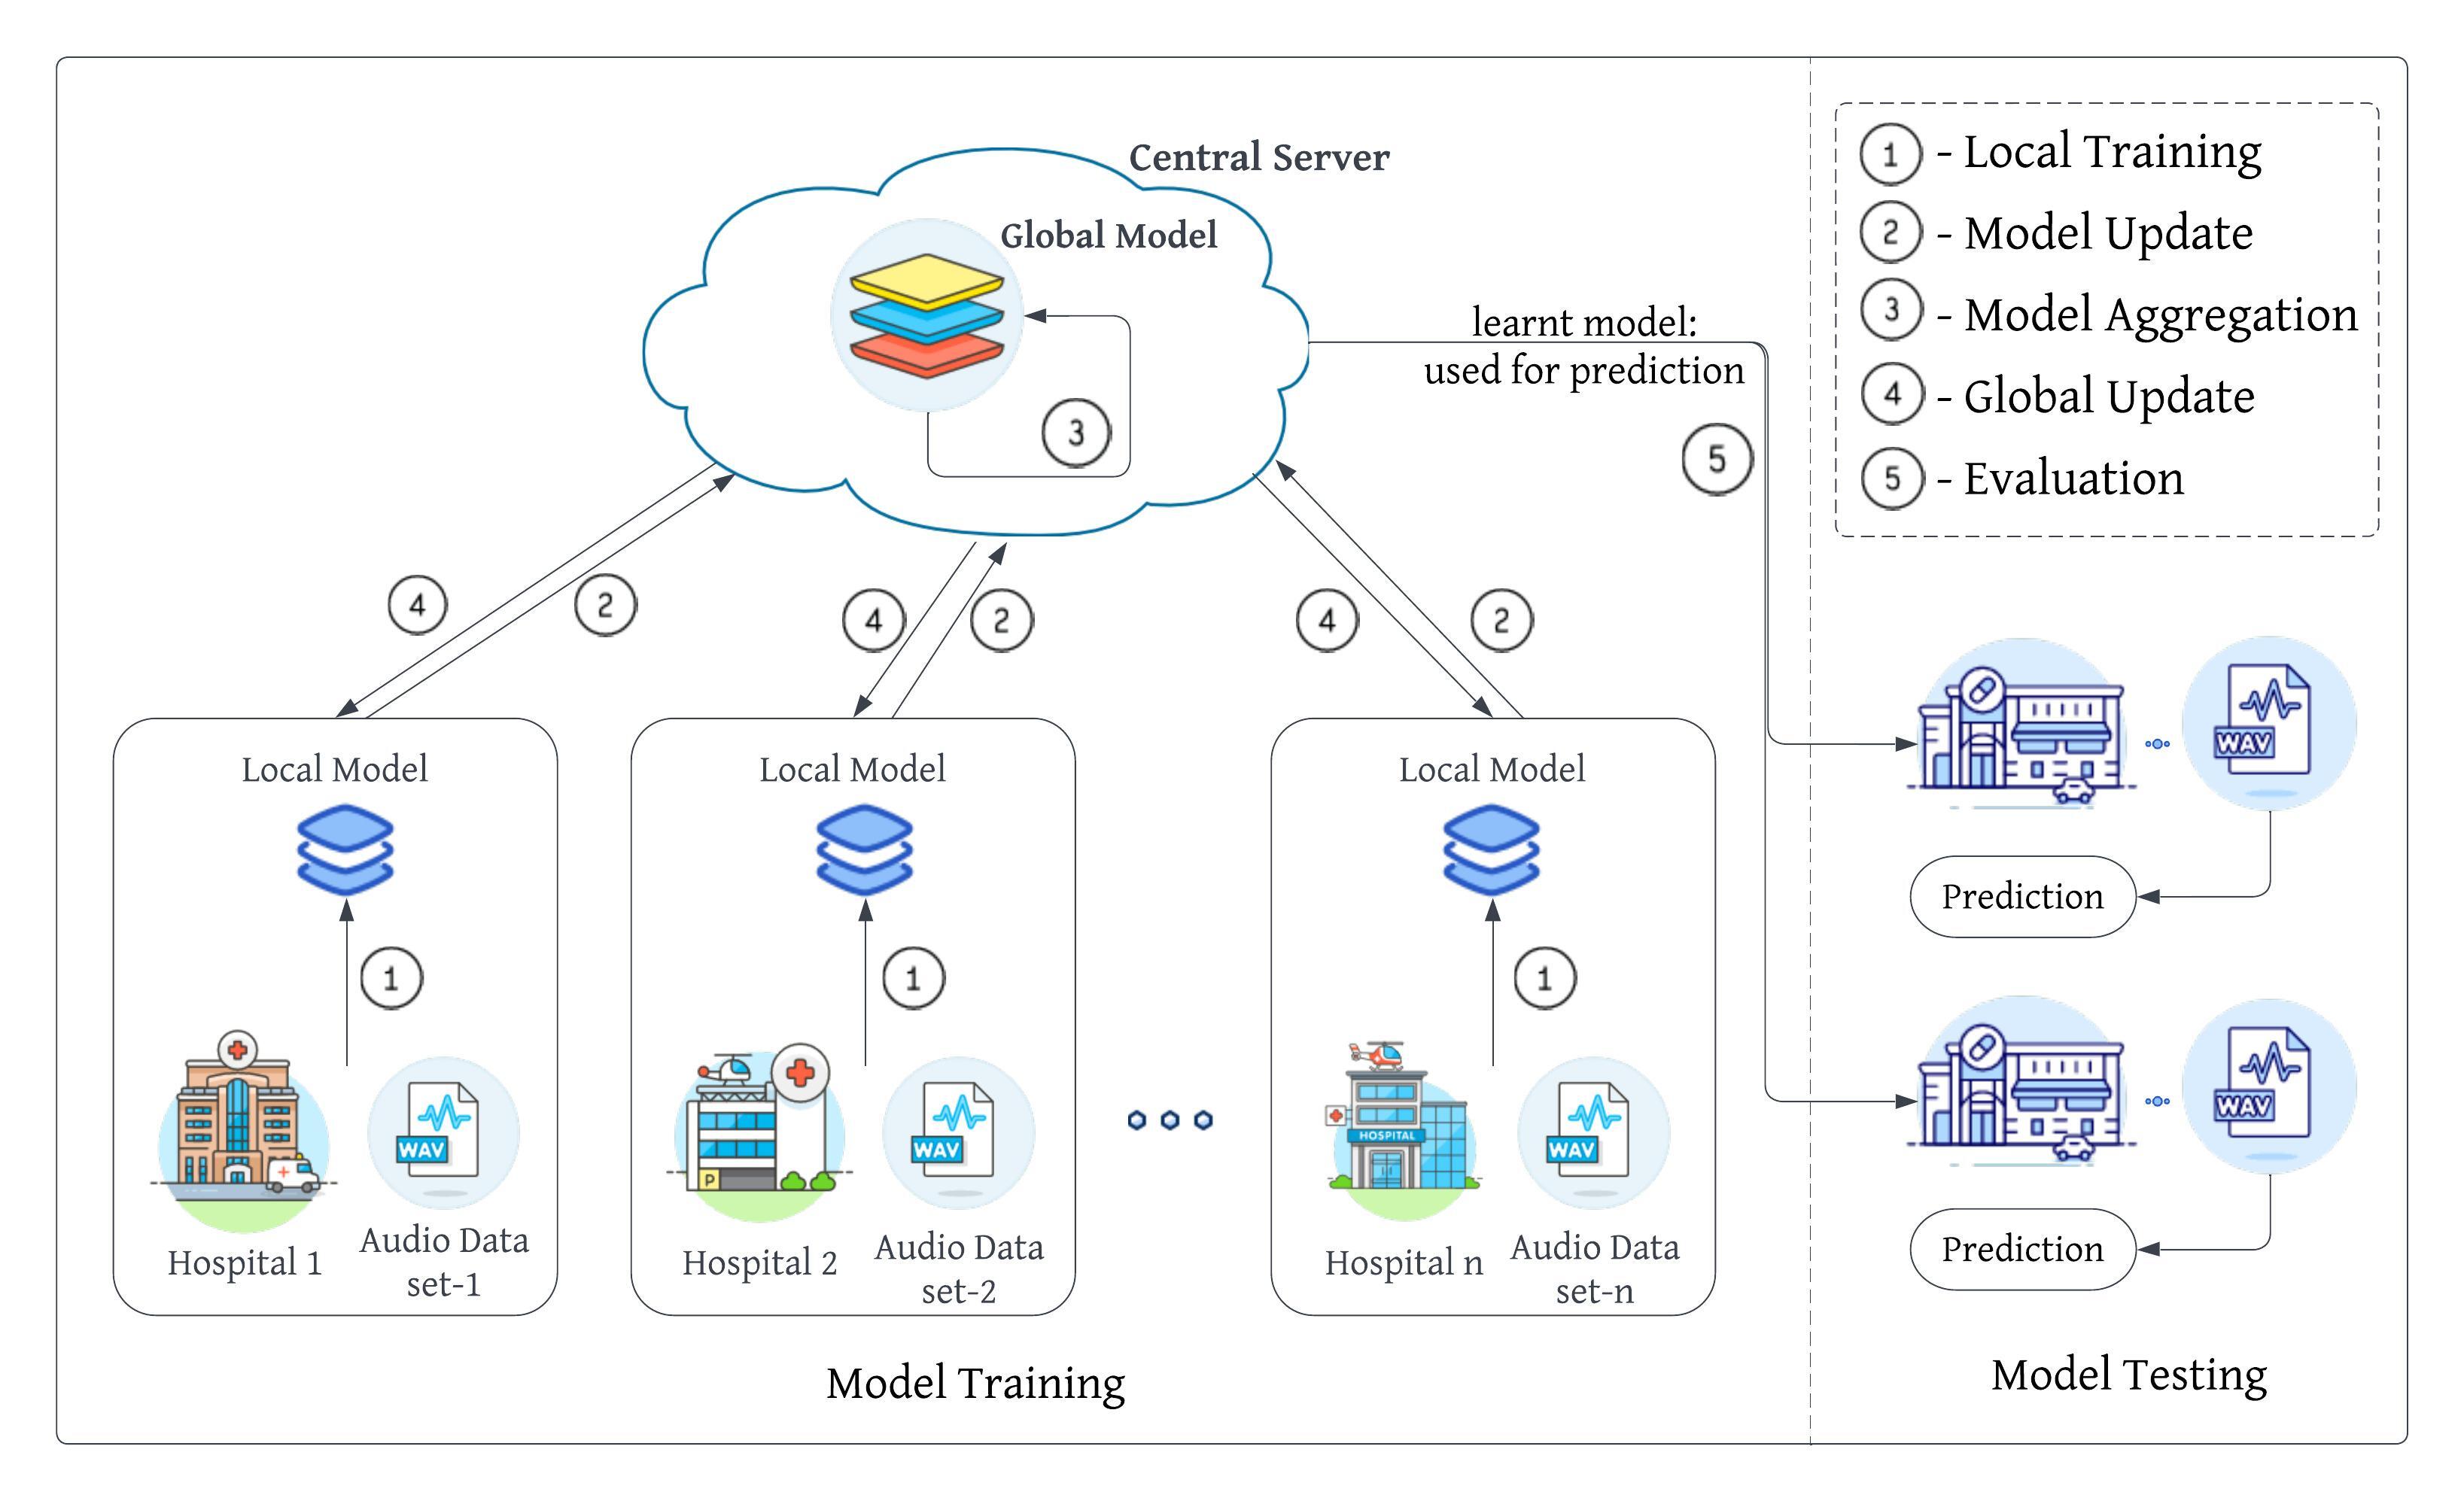 Central Server
Global Model
3
learnt model:
used for prediction
5
4
2
4
2
4
2
Local Model
1
WAV
Hospital 1
Audio Data
set-1
Local Model
1
P
WAV
Hospital 2
Audio Data
set-2
Local Model
1
HOSPITAL
WAV
Hospital n
Audio Data
set-n
Model Training
1 - Local Training
2 - Model Update
3 - Model Aggregation
4 - Global Update
5 - Evaluation
WAV
Prediction
WAV
Prediction
Model Testing